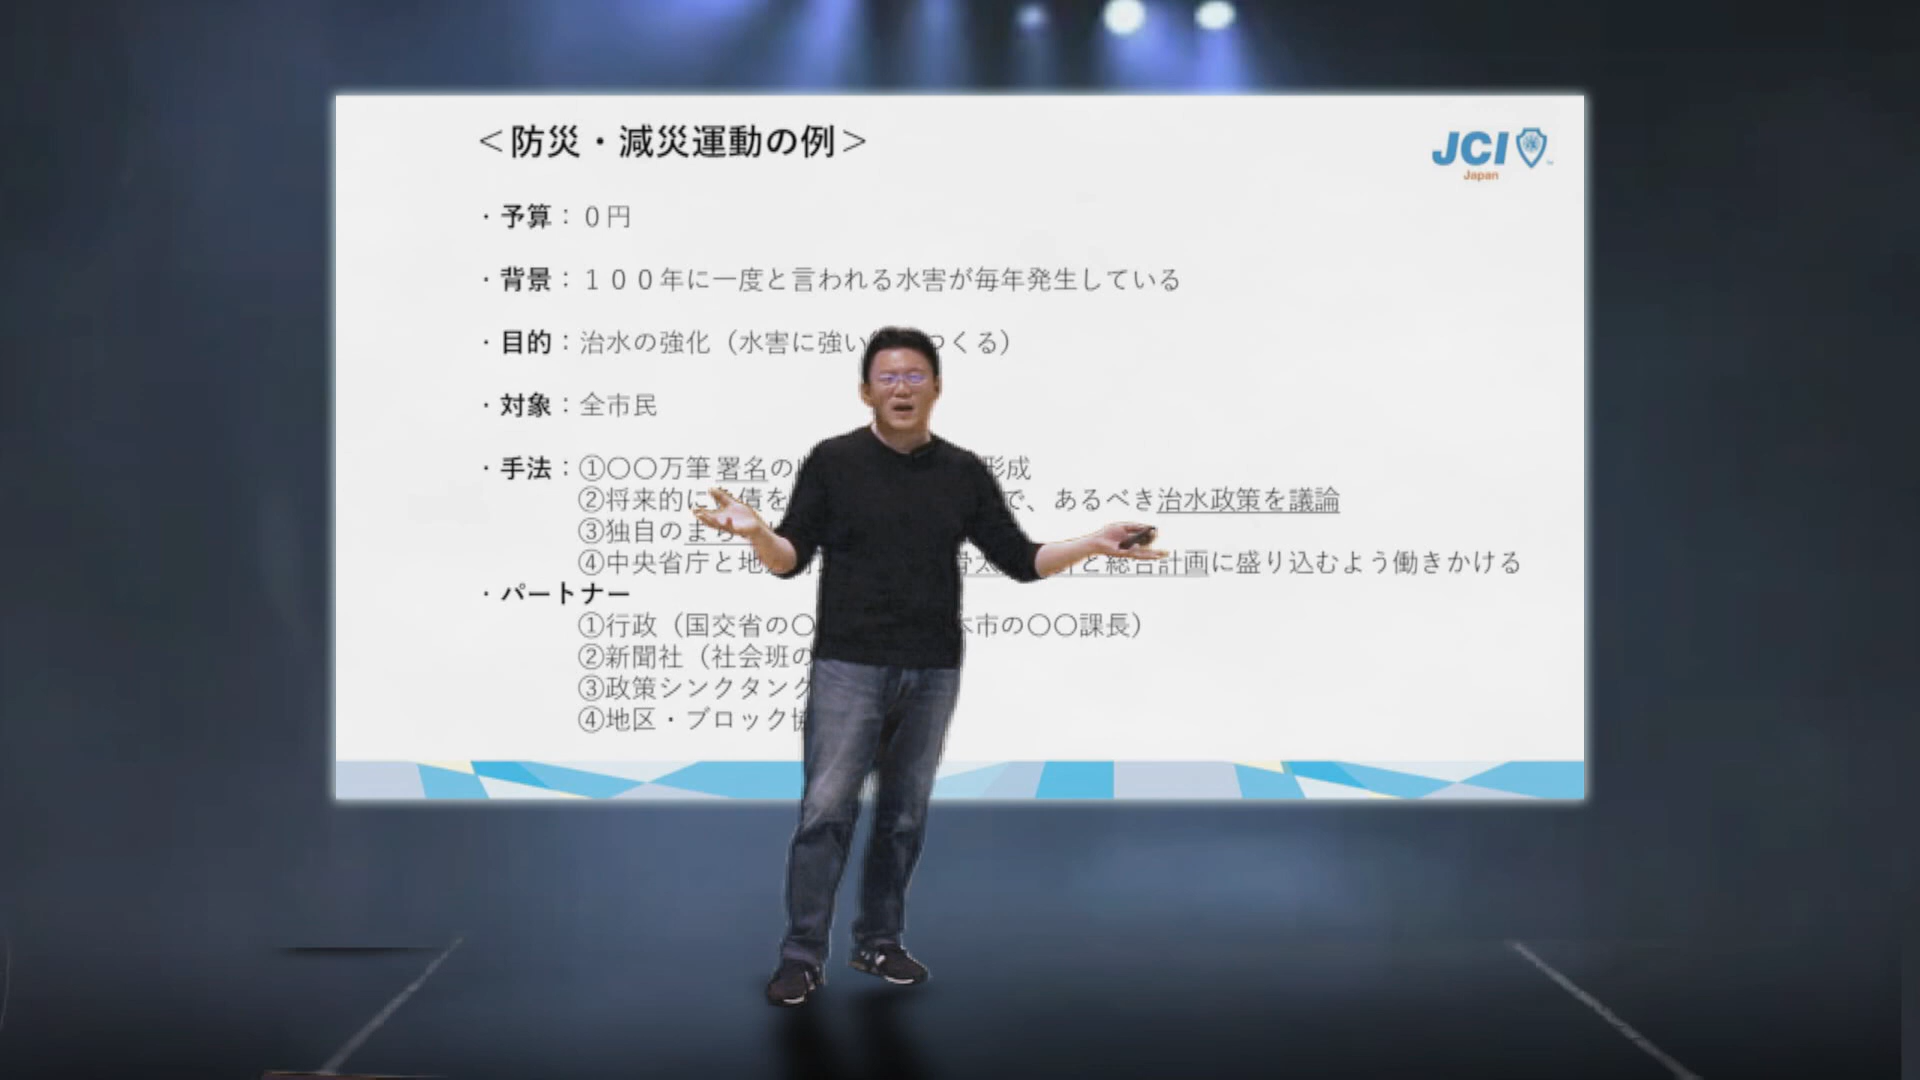 ＜防災・減災運動の例＞
JCI
Japan
・予算：０円
・背景：１００年に一度と言われる水害が毎年発生している
・目的：治水の強化（水害に強い つくる）
・対象：全市民
・手法：①〇〇万筆署名の 形成
②将来的に負債を で、あるべき治水政策を議論
③独自のまち
④中央省庁と地 と総合計画に盛り込むよう働きかける
・パートナー
①行政（国交省の〇 木市の〇〇課長）
②新聞社（社会班の
③政策シンクタンク
④地区・ブロック協